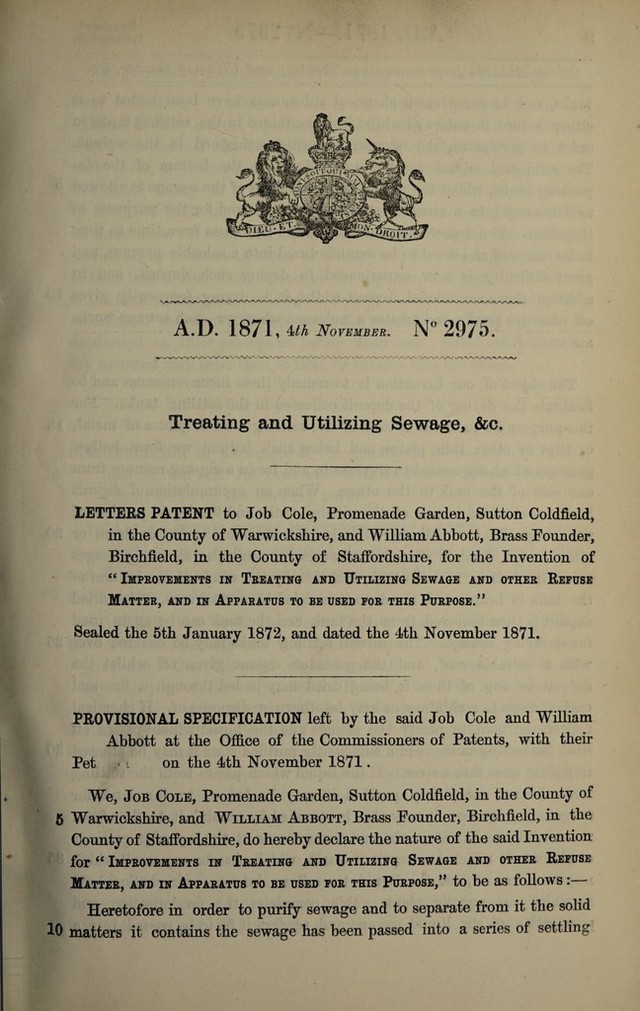 DIEU · ET · MON · DROIT ·
A.D. 1871, 4th November. Nº 2975.
Treating and Utilizing Sewage, &c.
LETTERS PATENT to Job Cole, Promenade Garden, Sutton Coldfield,
in the County of Warwickshire, and William Abbott, Brass Founder,
Birchfield, in the County of Staffordshire, for the Invention of
“ Improvements in Treating and Utilizing Sewage and other Refuse
Matter, and in Apparatus to be used for this Purpose.”
Sealed the 5th January 1872, and dated the 4th November 1871.
PROVISIONAL SPECIFICATION left by the said Job Cole and William
Abbott at the Office of the Commissioners of Patents, with their
Pet on the 4th November 1871.
We, Job Cole, Promenade Garden, Sutton Coldfield, in the County of
5 Warwickshire, and William Abbott, Brass Founder, Birchfield, in the
County of Staffordshire, do hereby declare the nature of the said Invention
for “ Improvements in Treating and Utilizing Sewage and other Refuse
Matter, and in Apparatus to be used for this Purpose,” to be as follows :—
Heretofore in order to purify sewage and to separate from it the solid
10 matters it contains the sewage has been passed into a series of settling